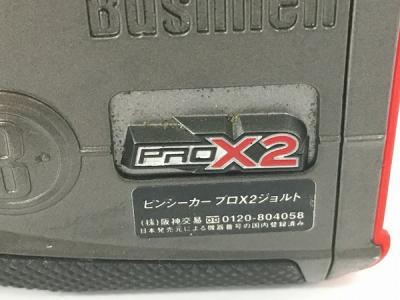 Bushnell
B
PRO X2
ピンシーカー プロX2ジョルト
(株)阪神交易 0120-804058
日本発売元による機器番号の国内登録済み